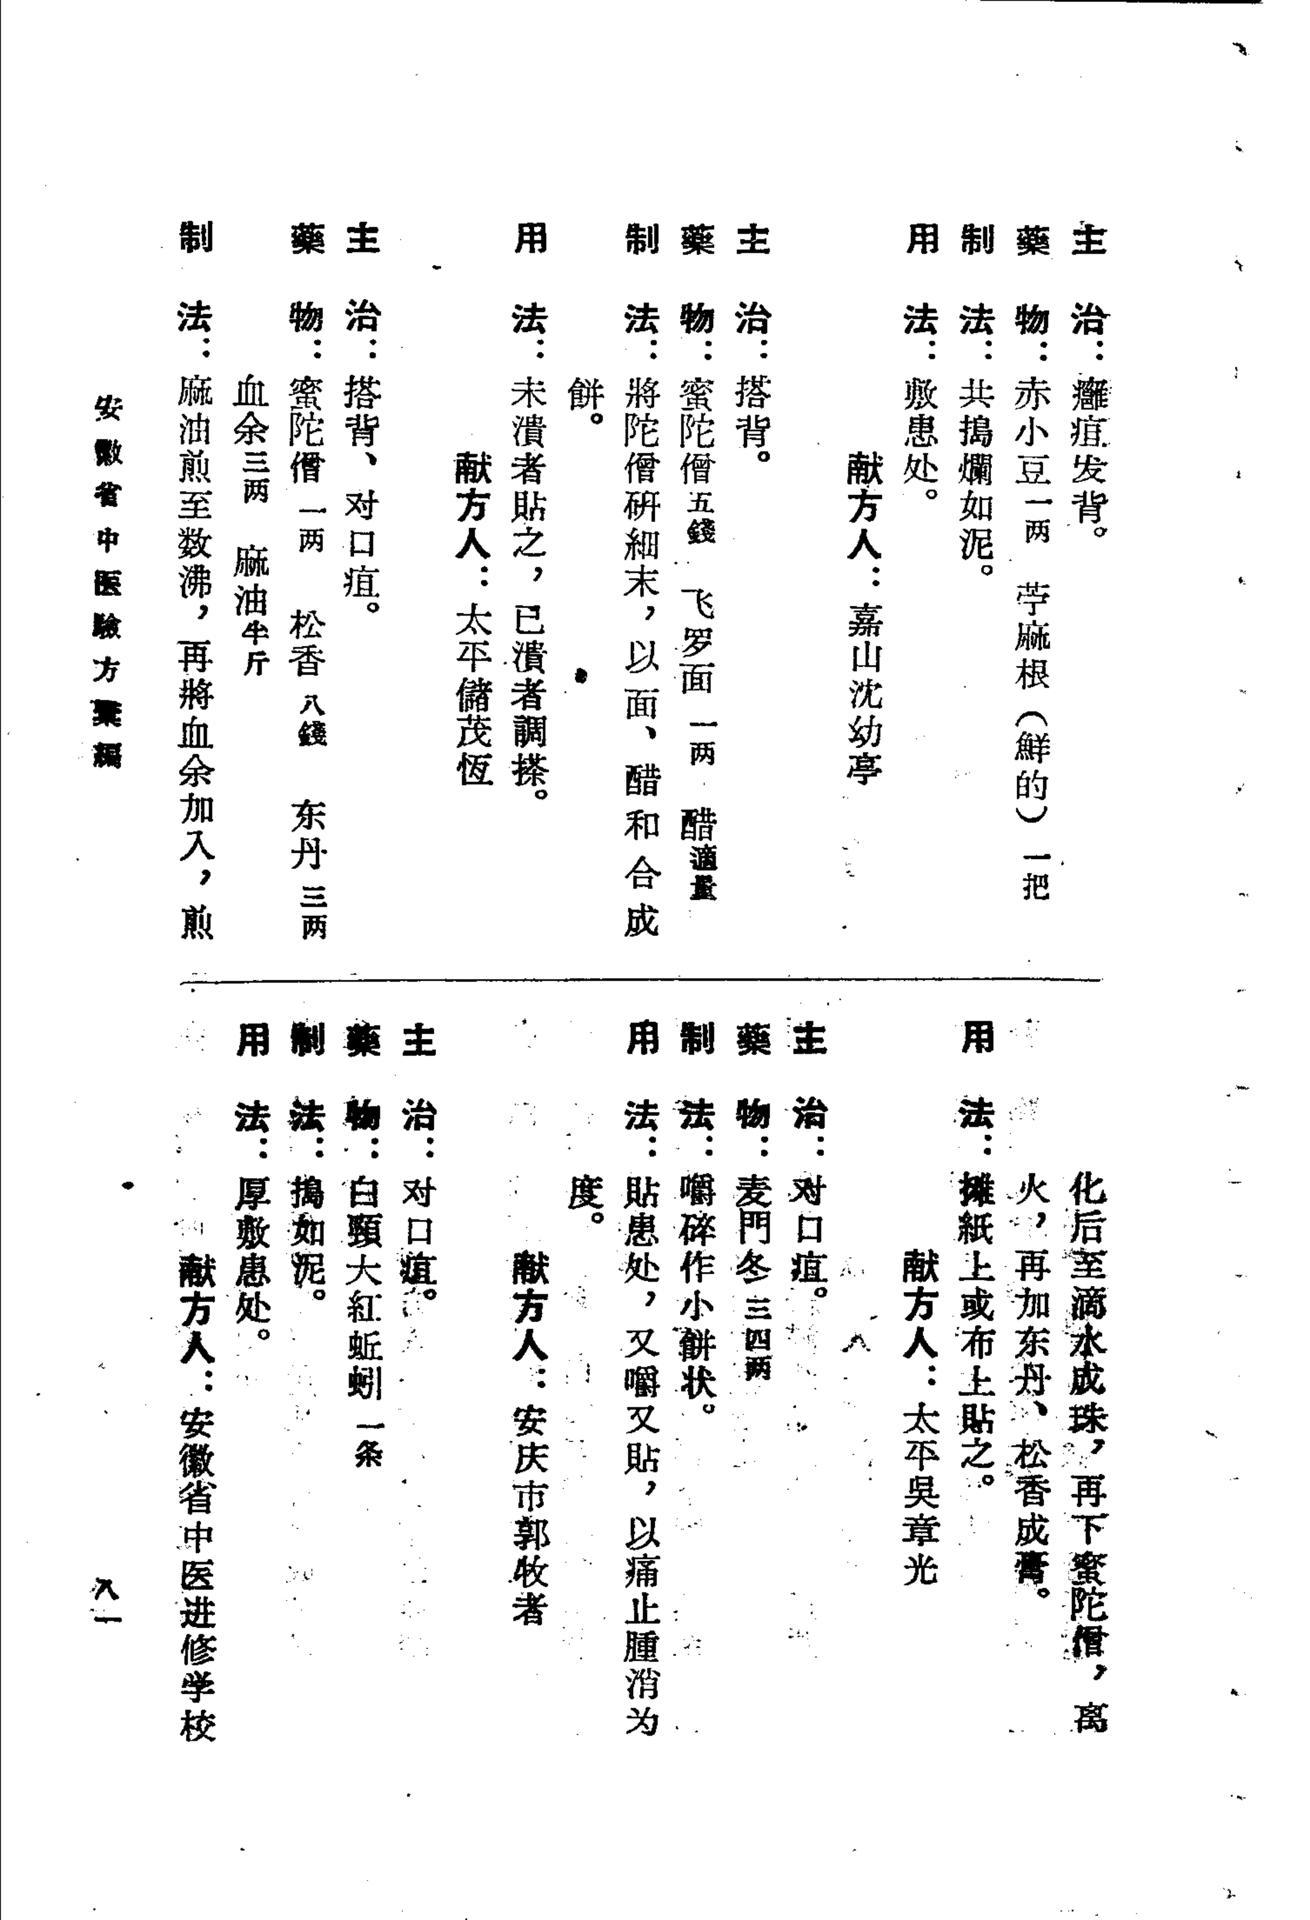 主　治：癰疽发背。
藥　物：赤小豆一两　苧麻根（鮮的）一把
制　法：共搗爛如泥。
用　法：敷患处。
献方人：嘉山沈幼亭
主　治：搭背。
藥　物：蜜陀僧五錢　飞罗面一两　醋適量
制　法：將陀僧硏細末，以面、醋和合成
餅。
用　法：未潰者貼之，已潰者調搽。
献方人：太平儲茂恆
主　治：搭背、对口疽。
藥　物：蜜陀僧一两　松香八錢　东丹三两
血余三两　麻油半斤
制　法：麻油煎至数沸，再將血余加入，煎
化后至滴水成珠，再下蜜陀僧，离
火，再加东丹、松香成膏。
用　法：攤紙上或布上貼之。
献方人：太平吳章光
主　治：对口疽。
藥　物：麦門冬三四两
制　法：嚼碎作小餅状。
用　法：貼患处，又嚼又貼，以痛止腫消为
度。
献方人：安庆市郭牧者
主　治：对口疽。
藥　物：白頸大紅蚯蚓一条
制　法：搗如泥。
用　法：厚敷患处。
献方人：安徽省中医进修学校
安徽省中医驗方彙編
八一